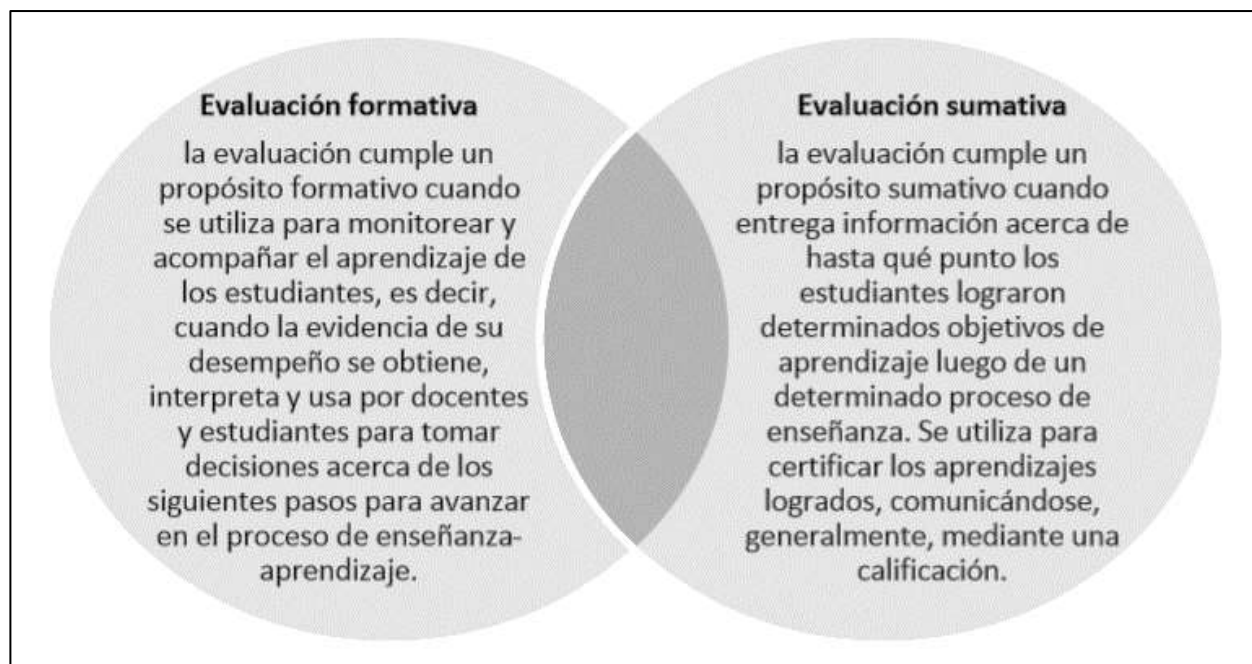 Evaluación formativa
la evaluación cumple un
propósito formativo cuando
se utiliza para monitorear y
acompañar el aprendizaje de
los estudiantes, es decir,
cuando la evidencia de su
desempeño se obtiene,
interpreta y usa por docentes
y estudiantes para tomar
decisiones acerca de los
siguientes pasos para avanzar
en el proceso de enseñanza-
aprendizaje.
Evaluación sumativa
la evaluación cumple un
propósito sumativo cuando
entrega información acerca de
hasta qué punto los
estudiantes lograron
determinados objetivos de
aprendizaje luego de un
determinado proceso de
enseñanza. Se utiliza para
certificar los aprendizajes
logrados, comunicándose,
generalmente, mediante una
calificación.